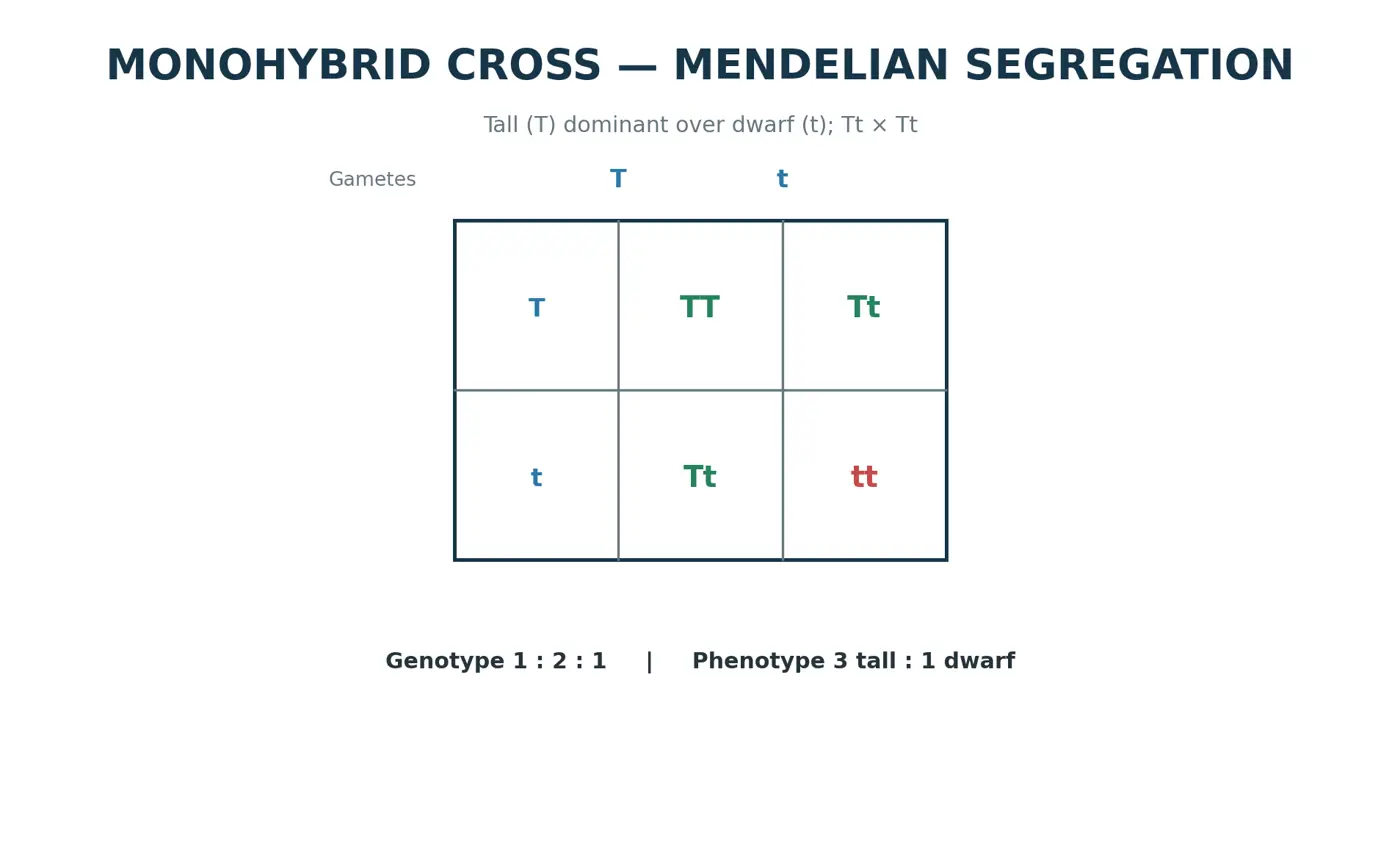 MONOHYBRID CROSS — MENDELIAN SEGREGATION
Tall (T) dominant over dwarf (t); Tt × Tt
Gametes T t
T TT Tt
t Tt tt
Genotype 1 : 2 : 1 | Phenotype 3 tall : 1 dwarf